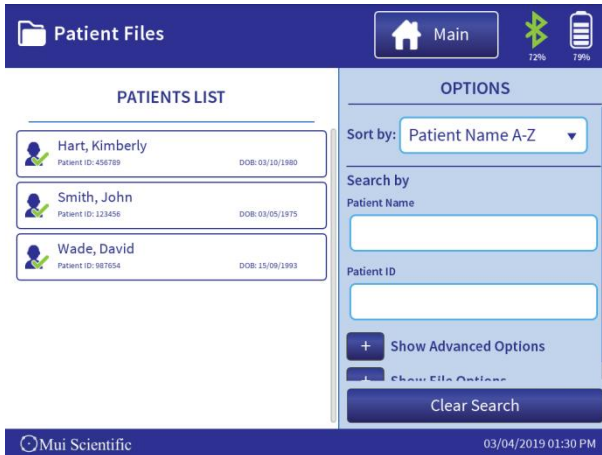 Patient Files
Main
72%
79%
PATIENTS LIST
Hart, Kimberly
Patient ID: 456789
DOB: 03/10/1980
Smith, John
Patient ID: 123456
DOB: 03/05/1975
Wade, David
Patient ID: 987654
DOB: 15/09/1993
OPTIONS
Sort by: Patient Name A-Z
Search by
Patient Name
Patient ID
+ Show Advanced Options
+ Show File Options
Clear Search
Mui Scientific
03/04/2019 01:30 PM